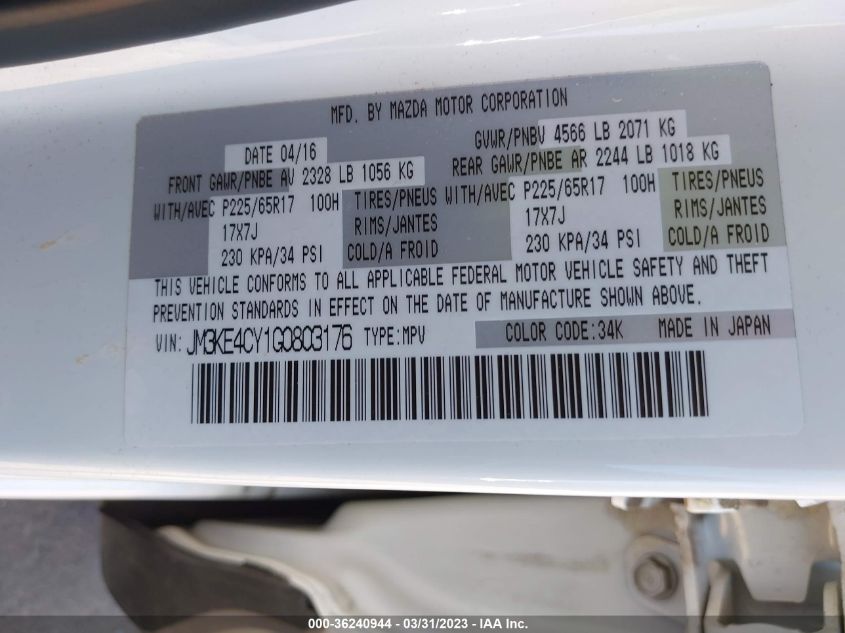 MFD. BY MAZDA MOTOR CORPORATION
DATE 04/16 GVWR/PNBV 4566 LB 2071 KG
FRONT GAWR/PNBE AV 2328 LB 1056 KG REAR GAWR/PNBE AR 2244 LB 1018 KG
WITH/AVEC P225/65R17 100H TIRES/PNEUS WITH/AVEC P225/65R17 100H TIRES/PNEUS
17X7J RIMS/JANTES 17X7J RIMS/JANTES
230 KPA/34 PSI COLD/A FROID 230 KPA/34 PSI COLD/A FROID
THIS VEHICLE CONFORMS TO ALL APPLICABLE FEDERAL MOTOR VEHICLE SAFETY AND THEFT
PREVENTION STANDARDS IN EFFECT ON THE DATE OF MANUFACTURE SHOWN ABOVE.
VIN: JM3KE4CY1G0803176 TYPE:MPV COLOR CODE:34K MADE IN JAPAN
000-36240944 — 03/31/2023 — IAA Inc.